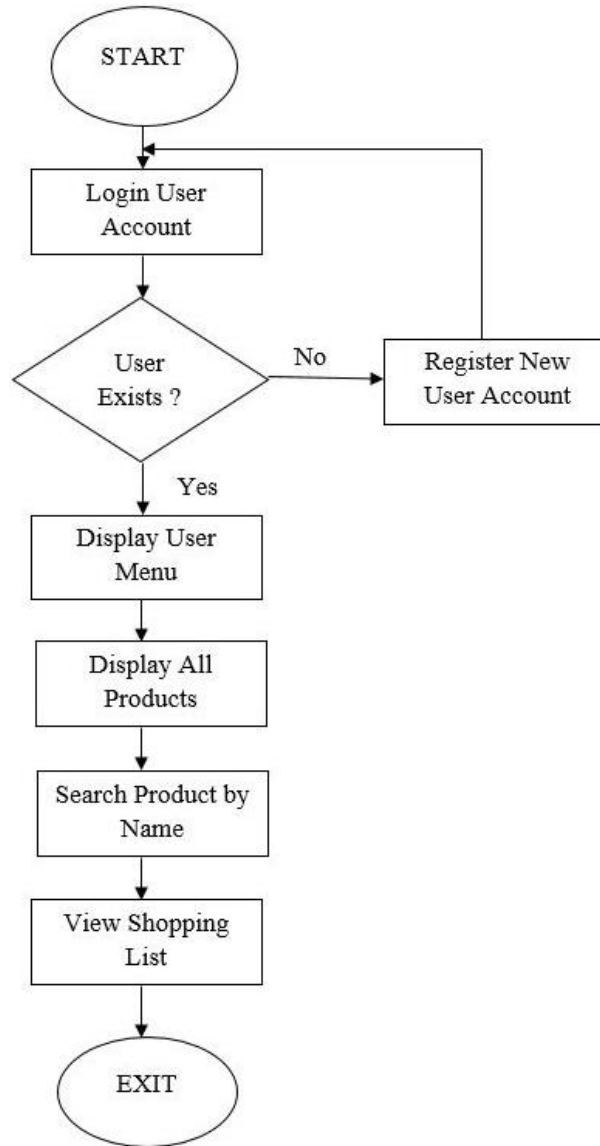 START
Login User
Account
User
Exists ?
No
Register New
User Account
Yes
Display User
Menu
Display All
Products
Search Product by
Name
View Shopping
List
EXIT